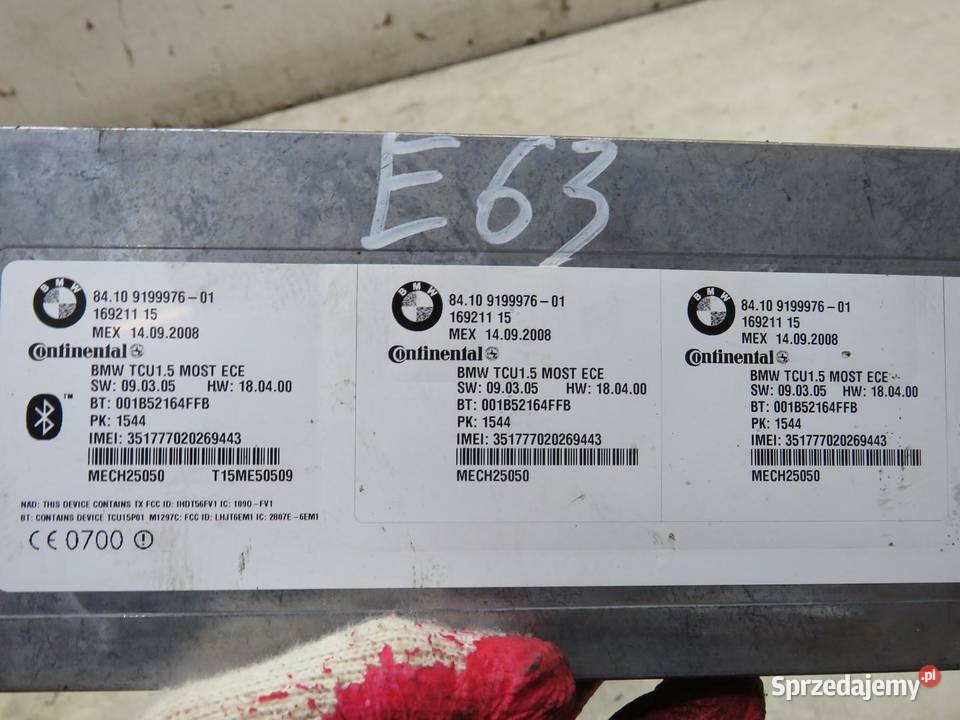 E63
BMW
84.10 9199976-01
169211 15
MEX 14.09.2008
Continental
BMW TCU1.5 MOST ECE
SW: 09.03.05 HW: 18.04.00
BT: 001B52164FFB
PK: 1544
IMEI: 351777020269443
MECH25050 T15ME50509
NAD: THIS DEVICE CONTAINS TX FCC ID: IHDT56FV1 IC: 1090-FV1
BT: CONTAINS DEVICE TCU15P01 M1297C: FCC ID: LHJT6EM1 IC: 2807E-6EM1
CE 0700
BMW
84.10 9199976-01
169211 15
MEX 14.09.2008
Continental
BMW TCU1.5 MOST ECE
SW: 09.03.05 HW: 18.04.00
BT: 001B52164FFB
PK: 1544
IMEI: 351777020269443
MECH25050
BMW
84.10 9199976-01
169211 15
MEX 14.09.2008
Continental
BMW TCU1.5 MOST ECE
SW: 09.03.05 HW: 18.04.00
BT: 001B52164FFB
PK: 1544
IMEI: 351777020269443
MECH25050
Sprzedajemy.pl